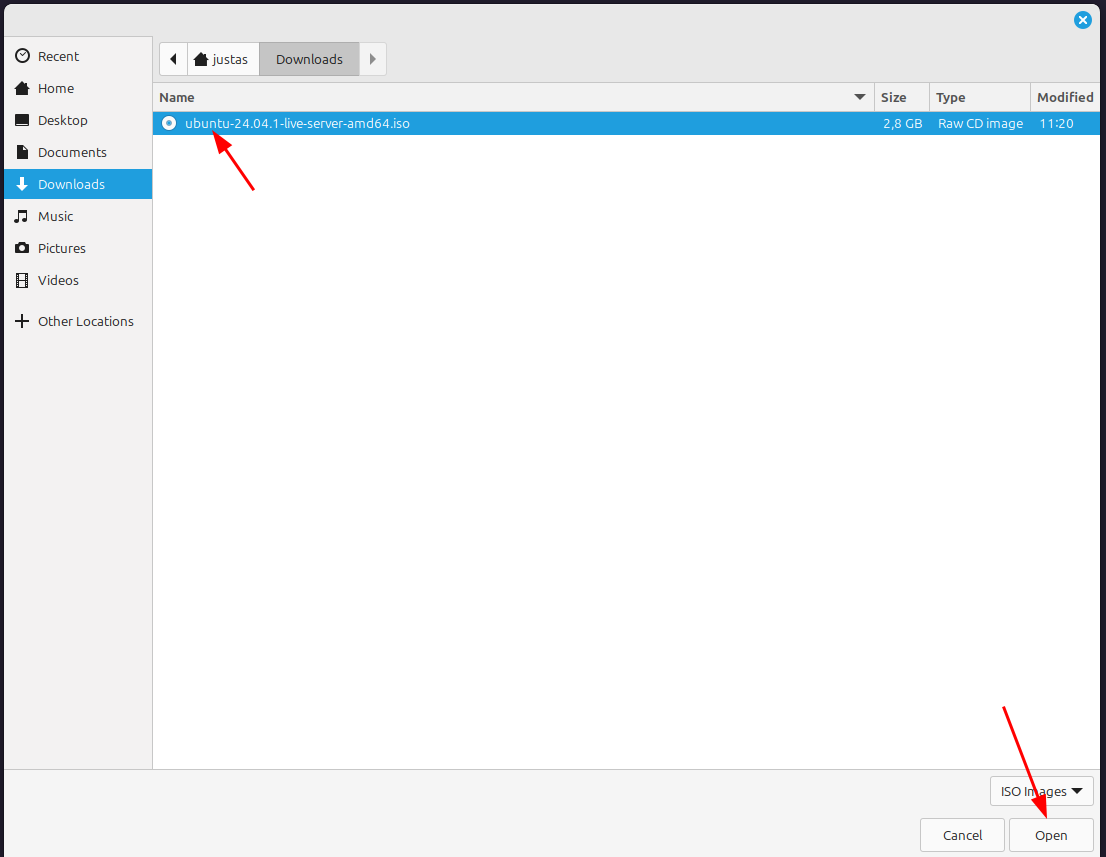 justas Downloads
Recent
Home
Desktop
Documents
Downloads
Music
Pictures
Videos
Other Locations
Name Size Type Modified
ubuntu-24.04.1-live-server-amd64.iso 2,8 GB Raw CD image 11:20
ISO Images
Cancel Open